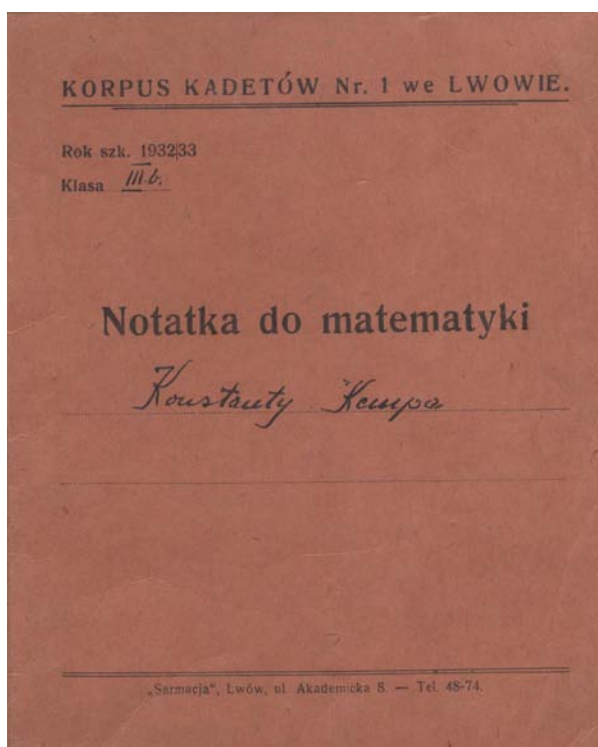 KORPUS KADETÓW Nr. 1 we LWOWIE.
Rok szk. 1932|33
Klasa III b.
Notatka do matematyki
Konstanty Kempa
„Sarmacja“, Lwów, ul. Akademicka 8. — Tel. 48-74.